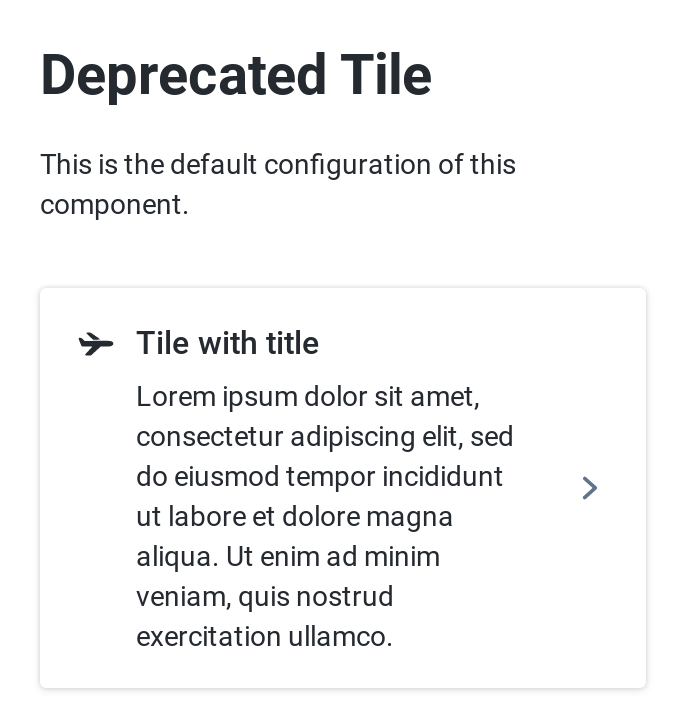 Deprecated Tile
This is the default configuration of this
component.
Tile with title
Lorem ipsum dolor sit amet,
consectetur adipiscing elit, sed
do eiusmod tempor incididunt
ut labore et dolore magna
aliqua. Ut enim ad minim
veniam, quis nostrud
exercitation ullamco.